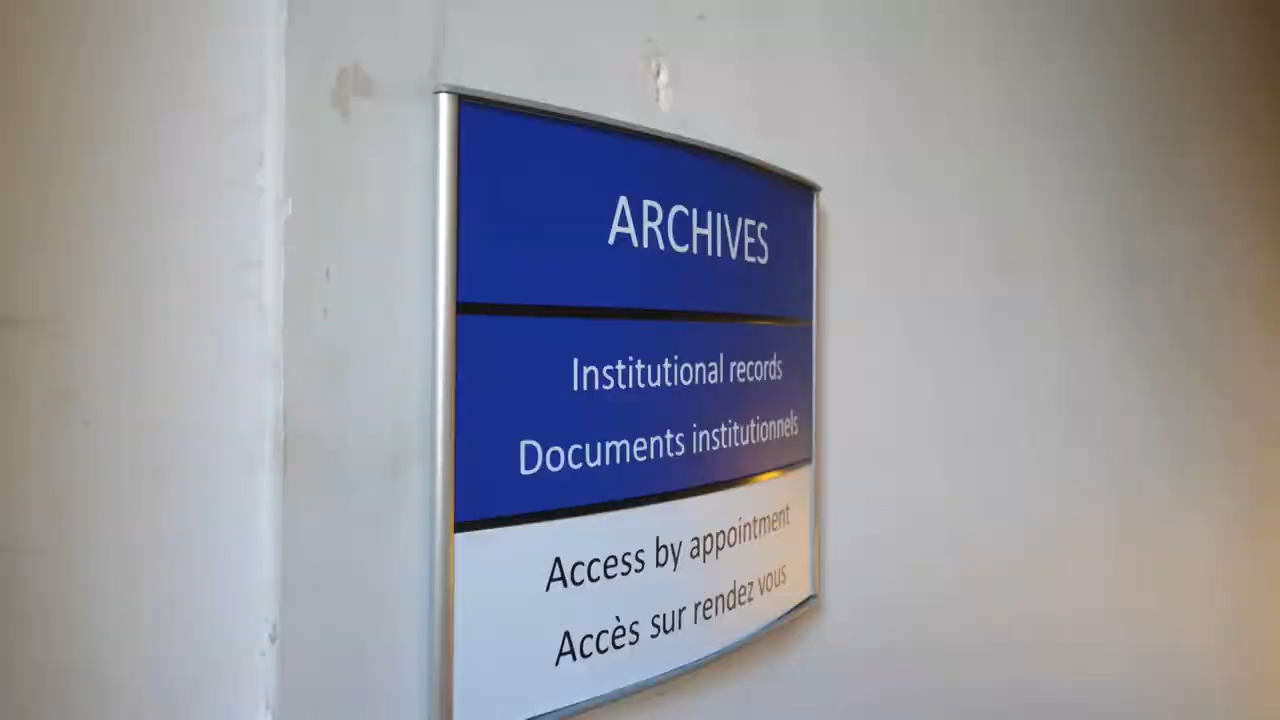 ARCHIVES
Institutional records
Documents institutionnels
Access by appointment
Accès sur rendez vous